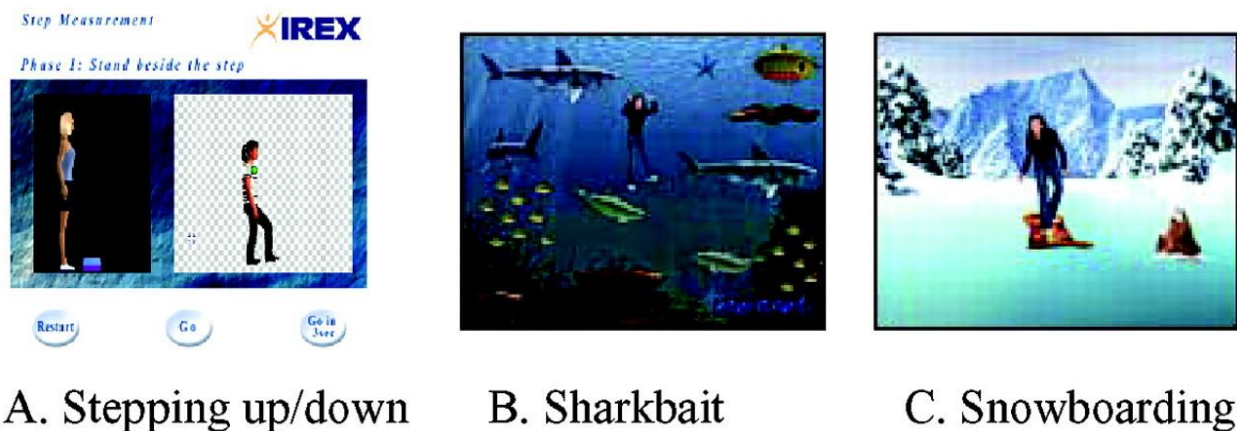 Step Measurement
IREX
Phase 1: Stand beside the step
Restart
Go
Go in
3sec
A. Stepping up/down
B. Sharkbait
C. Snowboarding